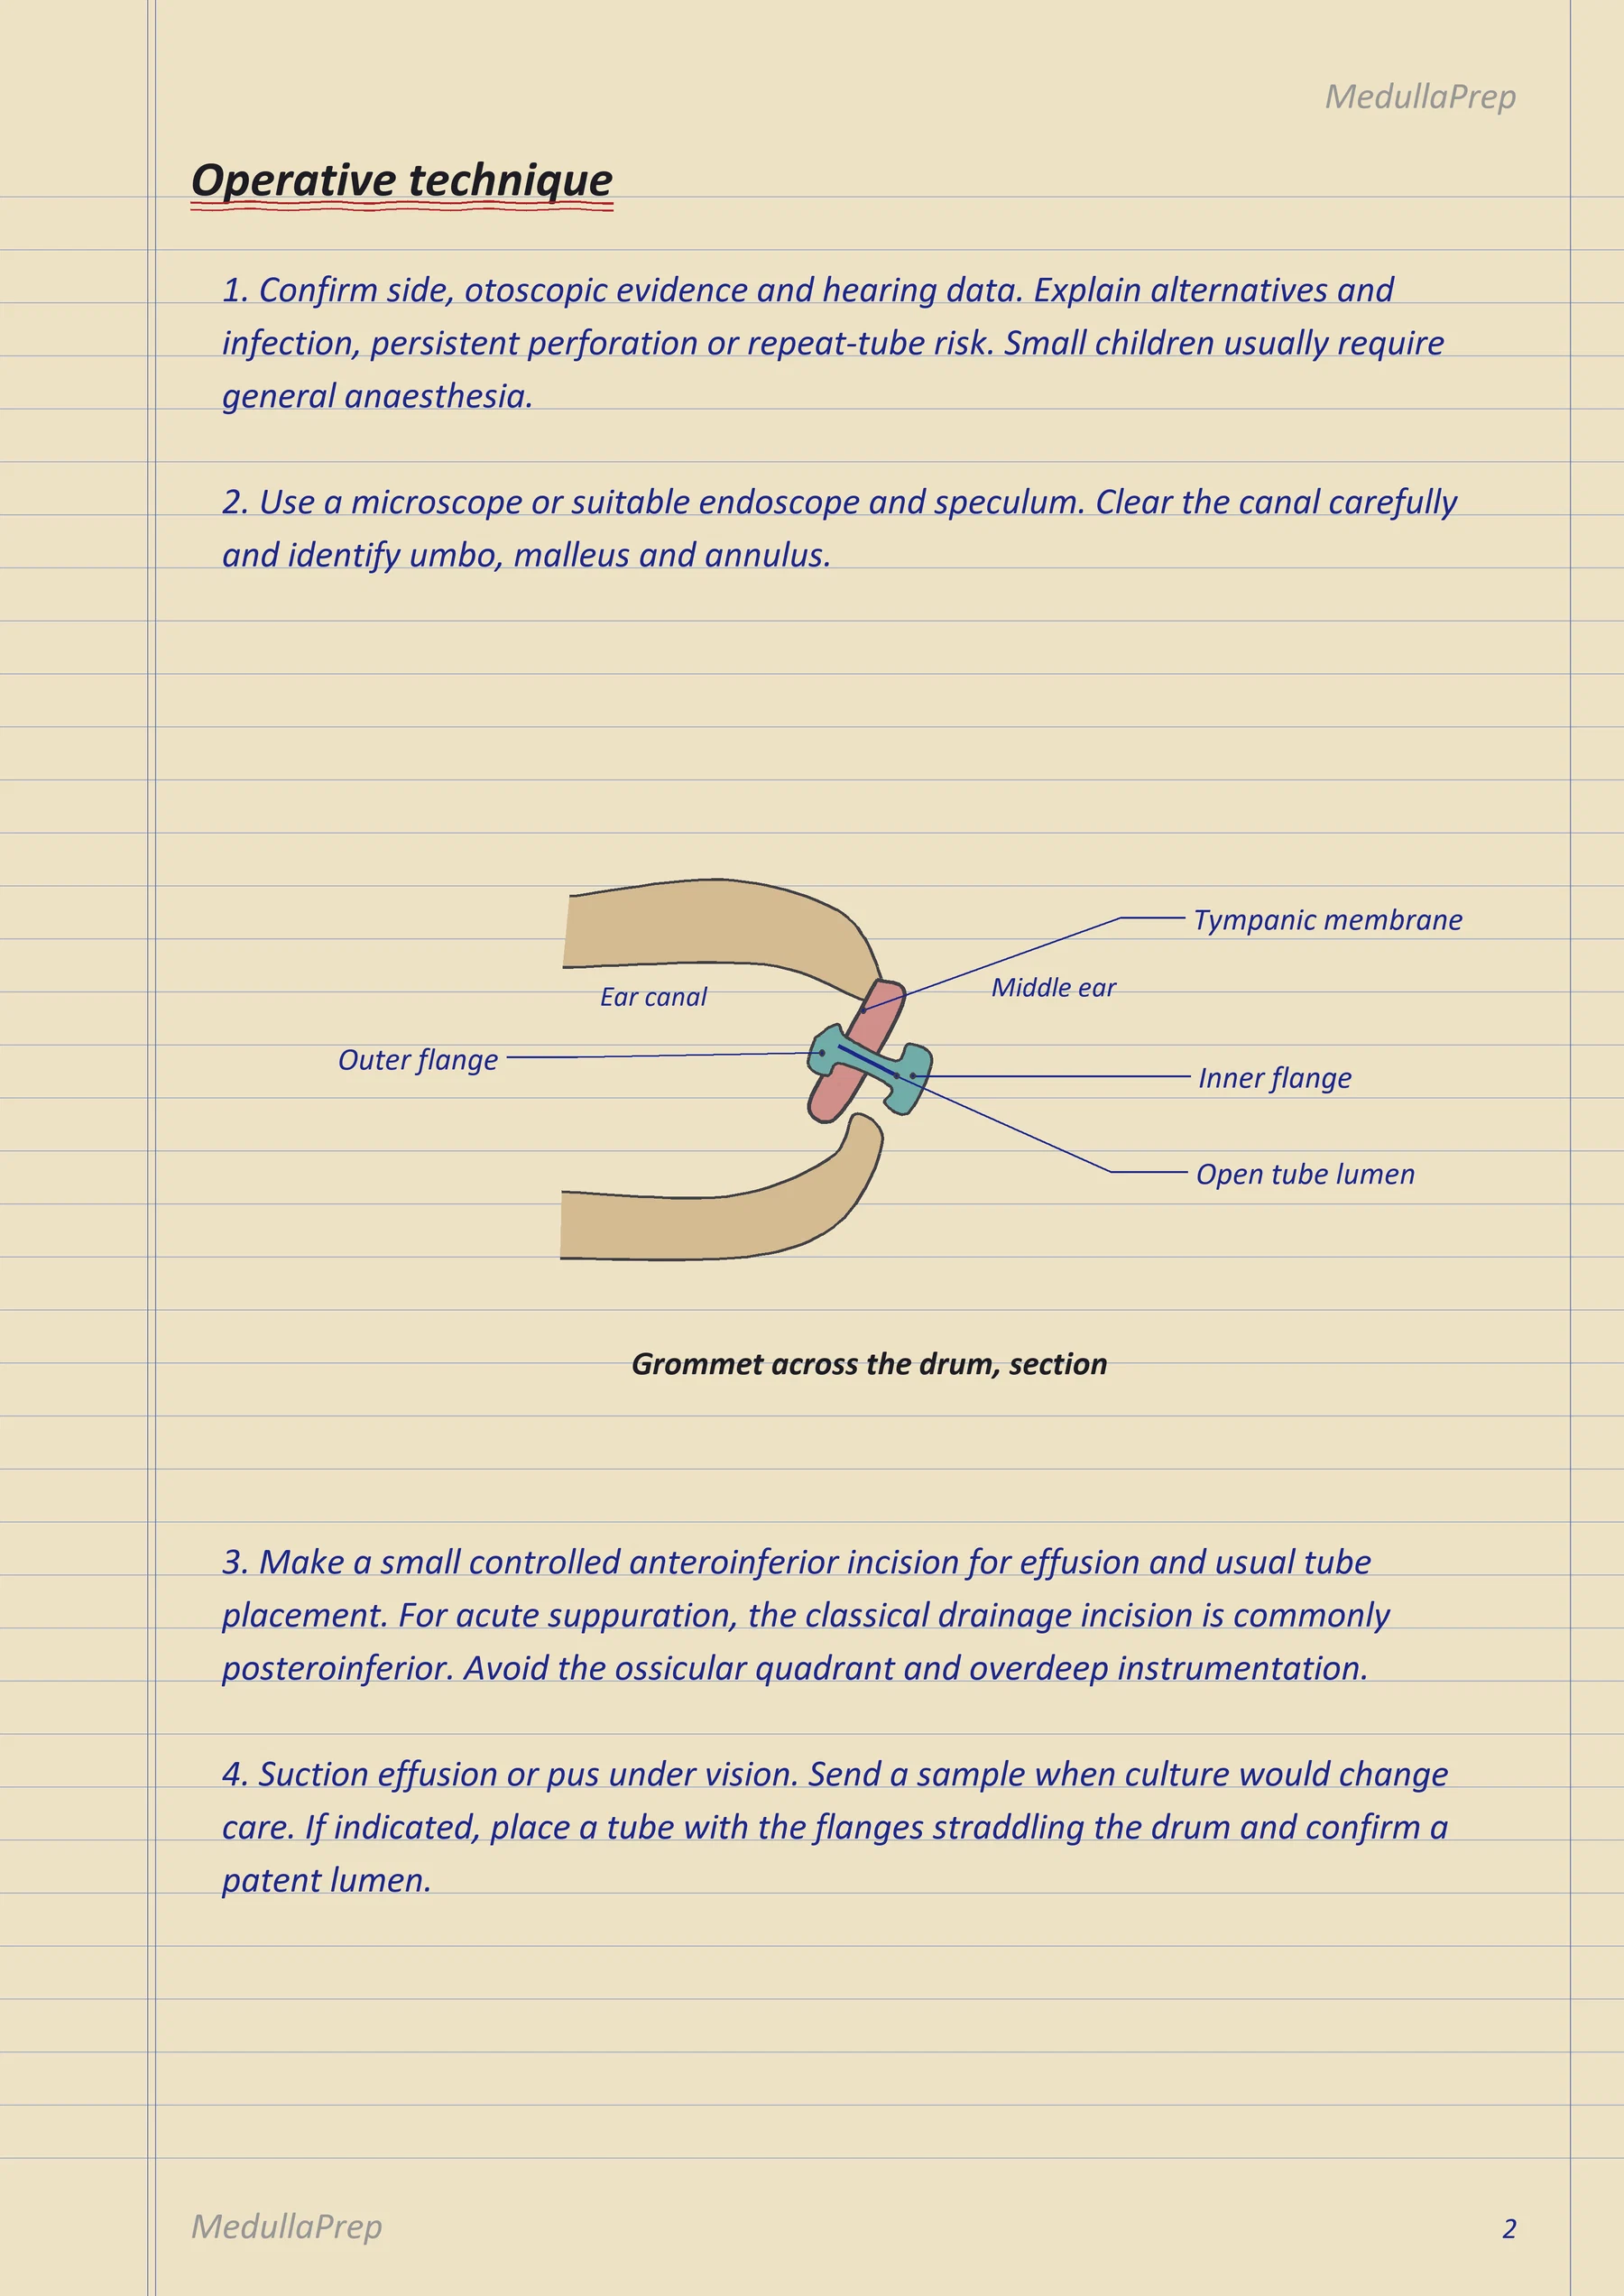 MedullaPrep
Operative technique
1. Confirm side, otoscopic evidence and hearing data. Explain alternatives and
infection, persistent perforation or repeat-tube risk. Small children usually require
general anaesthesia.
2. Use a microscope or suitable endoscope and speculum. Clear the canal carefully
and identify umbo, malleus and annulus.
Tympanic membrane
Middle ear
Ear canal
Outer flange
Inner flange
Open tube lumen
Grommet across the drum, section
3. Make a small controlled anteroinferior incision for effusion and usual tube
placement. For acute suppuration, the classical drainage incision is commonly
posteroinferior. Avoid the ossicular quadrant and overdeep instrumentation.
4. Suction effusion or pus under vision. Send a sample when culture would change
care. If indicated, place a tube with the flanges straddling the drum and confirm a
patent lumen.
MedullaPrep
2